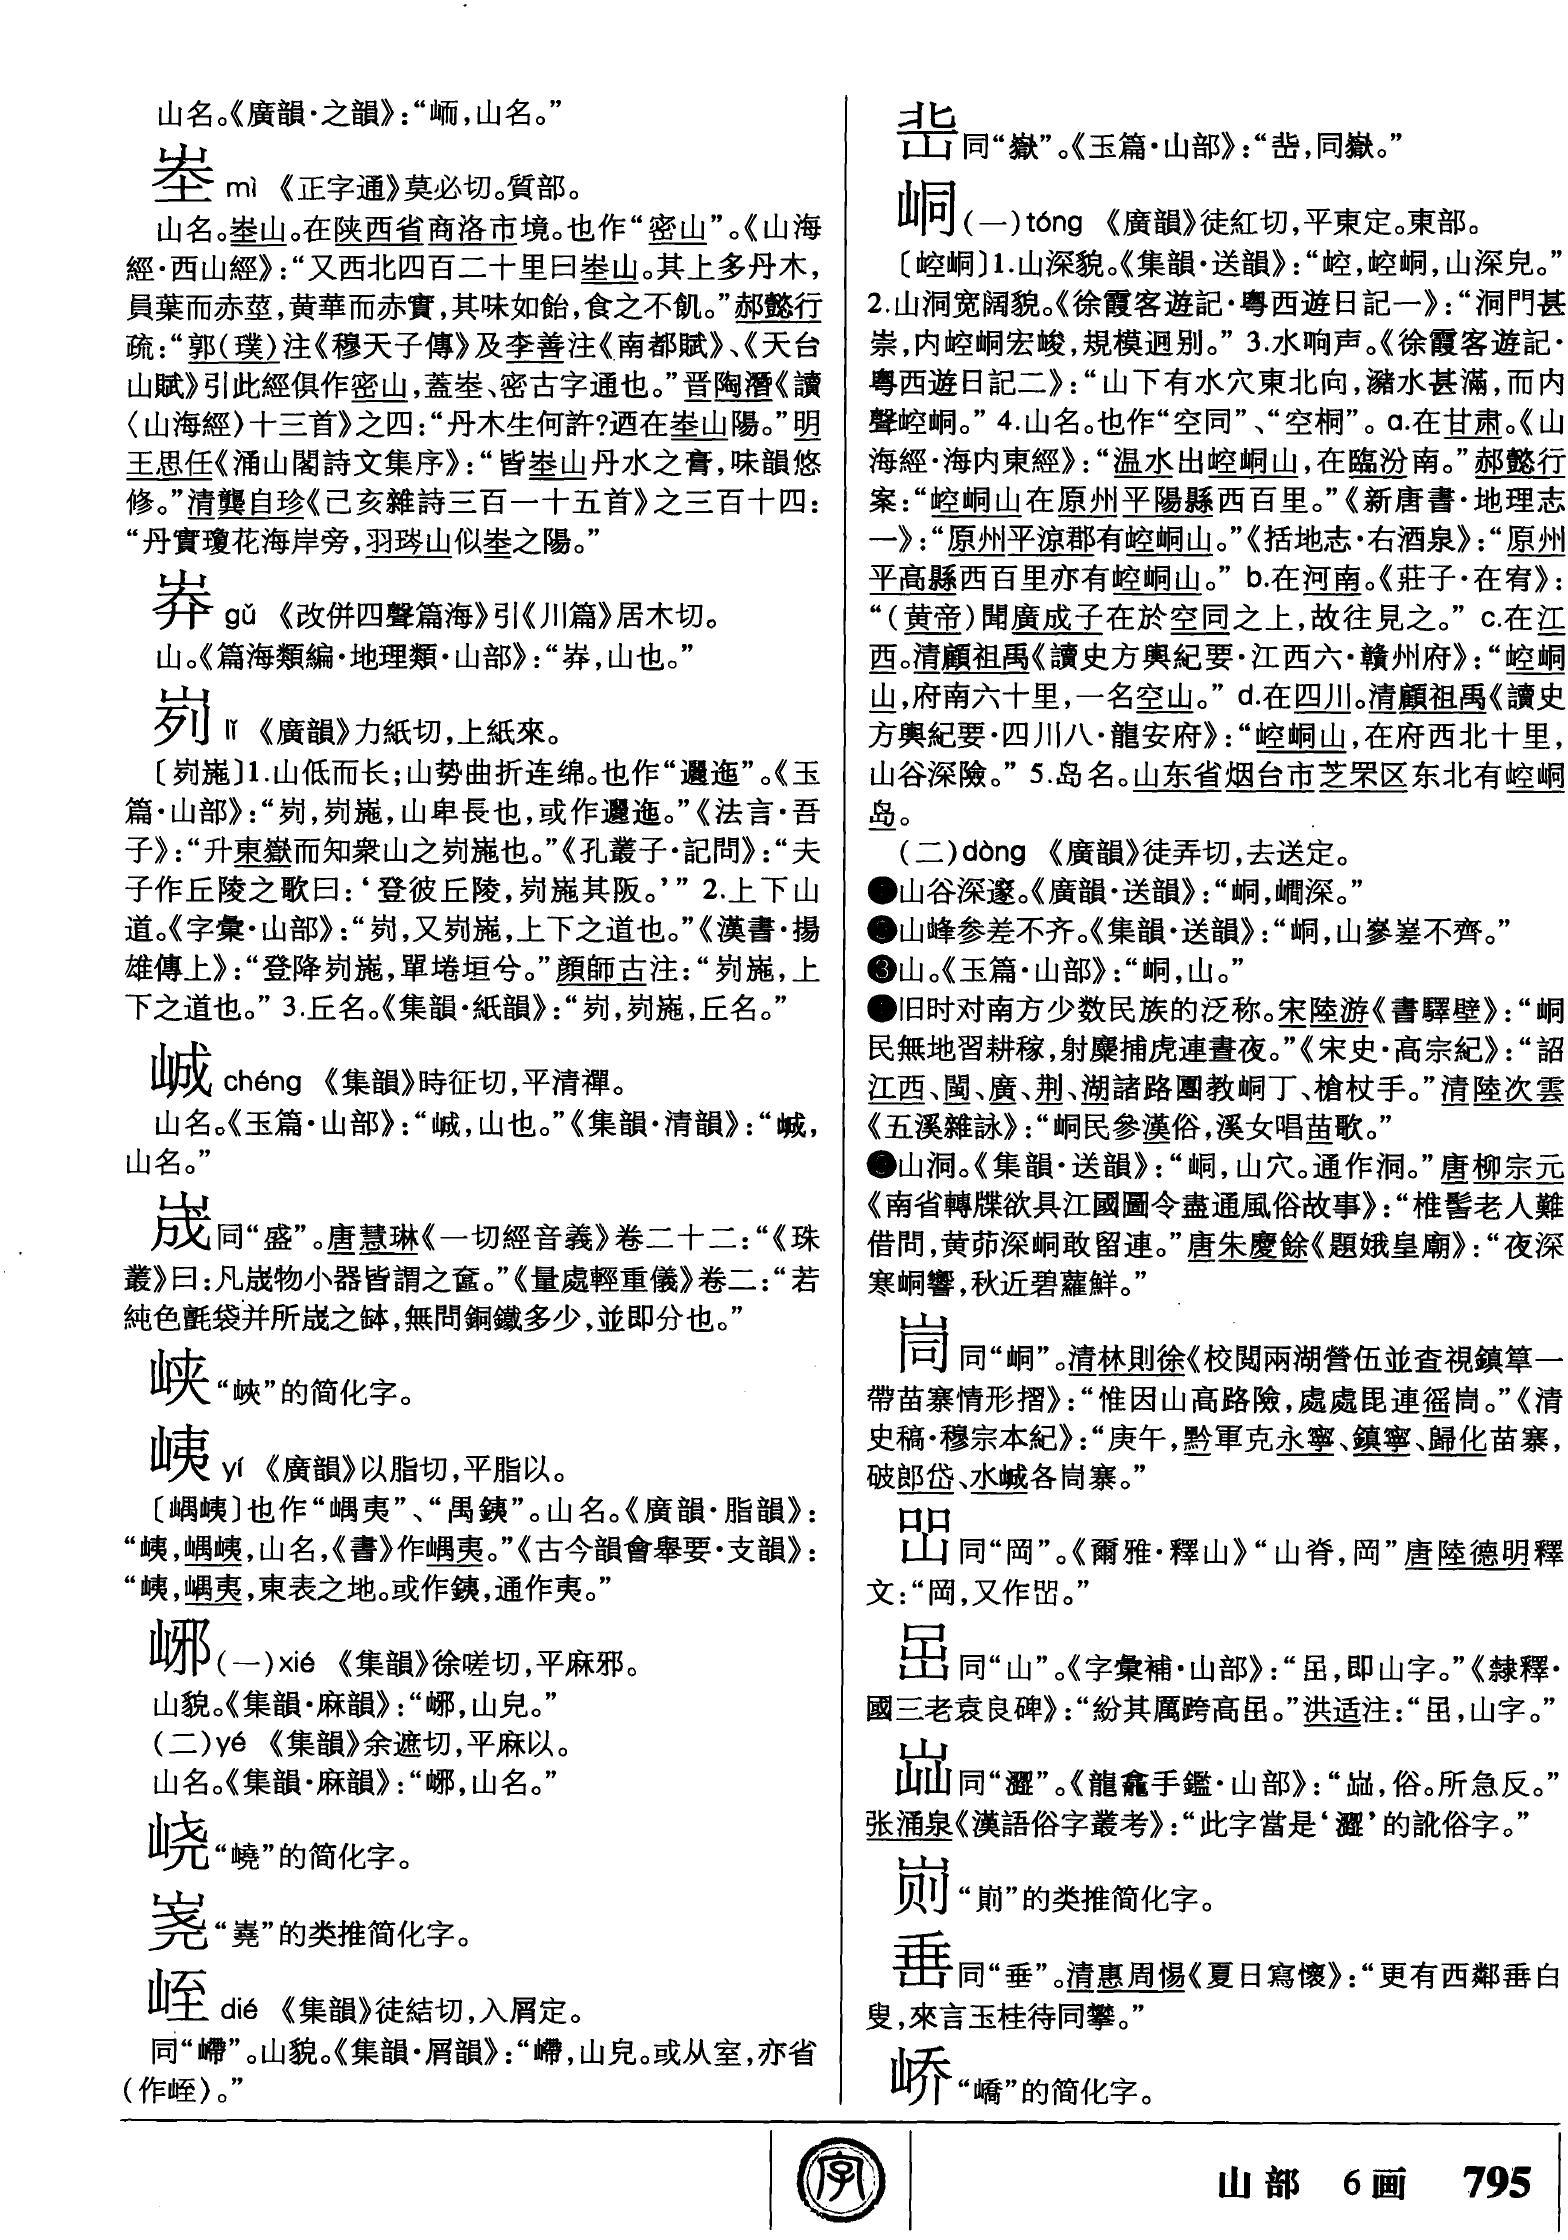 山名。《廣韻·之韻》：“峏，山名。”
峚 mì 《正字通》莫必切。質部。
山名。峚山。在陕西省商洛市境。也作“密山”。《山海
經·西山經》：“又西北四百二十里曰峚山。其上多丹木，
員葉而赤莖，黄華而赤實，其味如飴，食之不飢。”郝懿行
疏：“郭（璞）注《穆天子傳》及李善注《南都賦》、《天台
山賦》引此經俱作密山，蓋峚、密古字通也。”晋陶潛《讀
〈山海經〉十三首》之四：“丹木生何許？迺在峚山陽。”明
王思任《涌山閣詩文集序》：“皆峚山丹水之膏，味韻悠
修。”清龔自珍《己亥雜詩三百一十五首》之三百十四：
“丹實瓊花海岸旁，羽琌山似峚之陽。”
gǔ 《改併四聲篇海》引《川篇》居木切。
山。《篇海類編·地理類·山部》：“，山也。”
峛 lǐ 《廣韻》力紙切，上紙來。
〔峛崺〕1.山低而长；山势曲折连绵。也作“邐迤”。《玉
篇·山部》：“峛，峛崺，山卑長也，或作邐迤。”《法言·吾
子》：“升東嶽而知衆山之峛崺也。”《孔叢子·記問》：“夫
子作丘陵之歌曰：‘登彼丘陵，峛崺其阪。’” 2.上下山
道。《字彙·山部》：“峛，又峛崺，上下之道也。”《漢書·揚
雄傳上》：“登降峛崺，單埢垣兮。”顔師古注：“峛崺，上
下之道也。” 3.丘名。《集韻·紙韻》：“峛，峛崺，丘名。”
峸 chéng 《集韻》時征切，平清禪。
山名。《玉篇·山部》：“峸，山也。”《集韻·清韻》：“峸，
山名。”
同“盛”。唐慧琳《一切經音義》卷二十二：“《珠
叢》曰：凡物小器皆謂之奩。”《量處輕重儀》卷二：“若
純色氈袋并所之缽，無問銅鐵多少，並即分也。”
峡“峽”的简化字。
峓 yí 《廣韻》以脂切，平脂以。
〔嵎峓〕也作“嵎夷”、“禺銕”。山名。《廣韻·脂韻》：
“峓，嵎峓，山名，《書》作嵎夷。”《古今韻會舉要·支韻》：
“峓，嵎夷，東表之地。或作銕，通作夷。”
㟍（一）xié 《集韻》徐嗟切，平麻邪。
山貌。《集韻·麻韻》：“㟍，山皃。”
（二）yé 《集韻》余遮切，平麻以。
山名。《集韻·麻韻》：“㟍，山名。”
峣“嶢”的简化字。
“嶤”的类推简化字。
峌 dié 《集韻》徒結切，入屑定。
同“嵽”。山貌。《集韻·屑韻》：“嵽，山皃。或从室，亦省
（作峌）。”
同“嶽”。《玉篇·山部》：“，同嶽。”
峒（一）tóng 《廣韻》徒紅切，平東定。東部。
〔崆峒〕1.山深貌。《集韻·送韻》：“崆，崆峒，山深皃。”
2.山洞宽阔貌。《徐霞客遊記·粵西遊日記一》：“洞門甚
崇，内崆峒宏峻，規模迥别。” 3.水响声。《徐霞客遊記·
粵西遊日記二》：“山下有水穴東北向，瀦水甚滿，而内
聲崆峒。” 4.山名。也作“空同”、“空桐”。a.在甘肃。《山
海經·海内東經》：“温水出崆峒山，在臨汾南。”郝懿行
案：“崆峒山在原州平陽縣西百里。”《新唐書·地理志
一》：“原州平涼郡有崆峒山。”《括地志·右酒泉》：“原州
平高縣西百里亦有崆峒山。” b.在河南。《莊子·在宥》：
“（黄帝）聞廣成子在於空同之上，故往見之。” c.在江
西。清顧祖禹《讀史方輿紀要·江西六·贛州府》：“崆峒
山，府南六十里，一名空山。” d.在四川。清顧祖禹《讀史
方輿紀要·四川八·龍安府》：“崆峒山，在府西北十里，
山谷深險。” 5.岛名。山东省烟台市芝罘区东北有崆峒
岛。
（二）dòng 《廣韻》徒弄切，去送定。
山谷深邃。《廣韻·送韻》：“峒，㟏深。”
山峰参差不齐。《集韻·送韻》：“峒，山嵾嵳不齊。”
❸山。《玉篇·山部》：“峒，山。”
旧时对南方少数民族的泛称。宋陸游《書驛壁》：“峒
民無地習耕稼，射麋捕虎連晝夜。”《宋史·高宗紀》：“詔
江西、閩、廣、荆、湖諸路團教峒丁、槍杖手。”清陸次雲
《五溪雜詠》：“峒民參漢俗，溪女唱苗歌。”
山洞。《集韻·送韻》：“峒，山穴。通作洞。”唐柳宗元
《南省轉牒欲具江國圖令盡通風俗故事》：“椎髻老人難
借問，黄茆深峒敢留連。”唐朱慶餘《題娥皇廟》：“夜深
寒峒響，秋近碧蘿鮮。”
峝 同“峒”。清林則徐《校閲兩湖營伍並查視鎮筸一
帶苗寨情形摺》：“惟因山高路險，處處毘連徭峝。”《清
史稿·穆宗本紀》：“庚午，黔軍克永寧、鎮寧、歸化苗寨，
破郎岱、水城各峝寨。”
同“岡”。《爾雅·釋山》“山脊，岡”唐陸德明釋
文：“岡，又作。”
同“山”。《字彙補·山部》：“，即山字。”《隸釋·
國三老袁良碑》：“紛其厲跨高。”洪适注：“，山字。”
同“澀”。《龍龕手鑑·山部》：“，俗。所急反。”
张涌泉《漢語俗字叢考》：“此字當是‘澀’的訛俗字。”
“崱”的类推简化字。
同“垂”。清惠周惕《夏日寫懷》：“更有西鄰垂白
叟，來言玉桂待同攀。”
峤“嶠”的简化字。
字
山部 6画 795